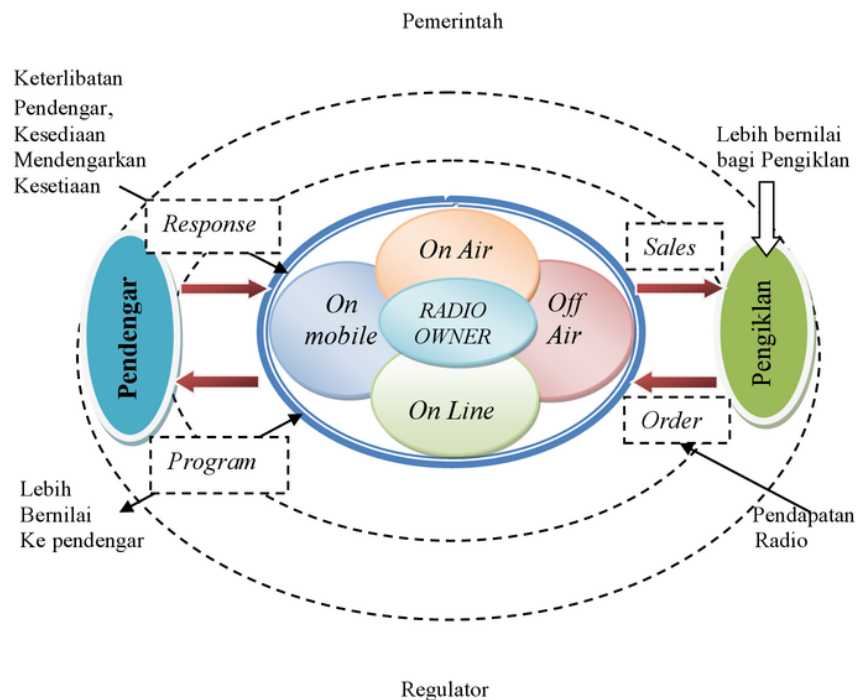 Pemerintah
Keterlibatan
Pendengar,
Kesediaan
Mendengarkan
Kesetiaan
Lebih bernilai
bagi Pengiklan
Response
Sales
On Air
On
mobile
RADIO
OWNER
Off
Air
On Line
Pendengar
Pengiklan
Program
Order
Lebih
Bernilai
Ke pendengar
Pendapatan
Radio
Regulator